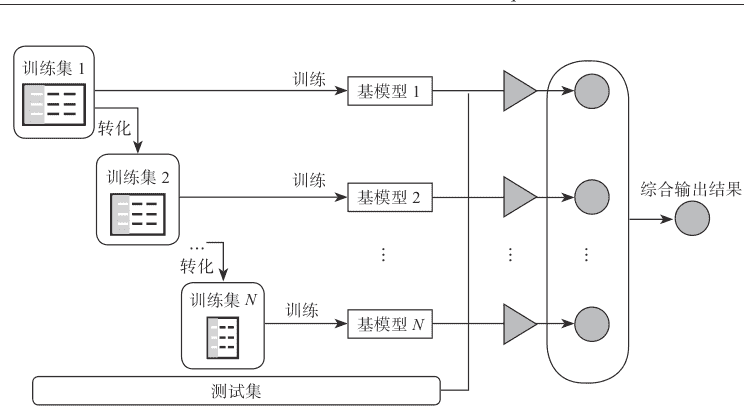 训练集 1
训练
基模型 1
转化
训练集 2
训练
基模型 2
综合输出结果
...
转化
⋮
⋮
⋮
训练集 N
训练
基模型 N
测试集